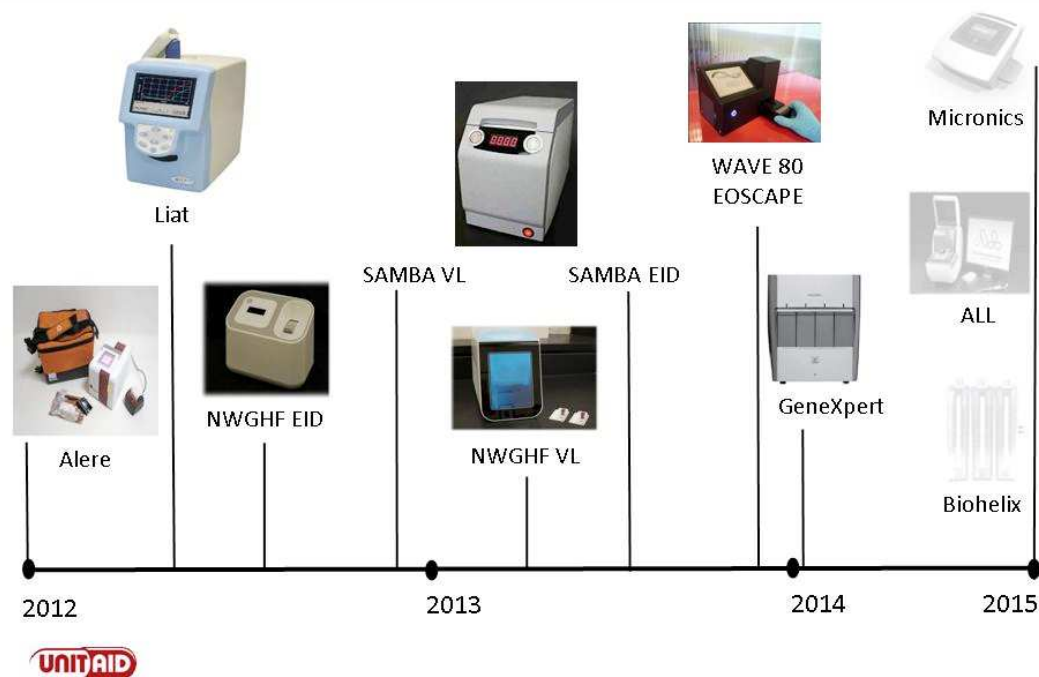 Liat
Alere
NWGHF EID
SAMBA VL
NWGHF VL
SAMBA EID
WAVE 80
EOSCAPE
GeneXpert
Micronics
ALL
Biohelix
2012
2013
2014
2015
UNITAID